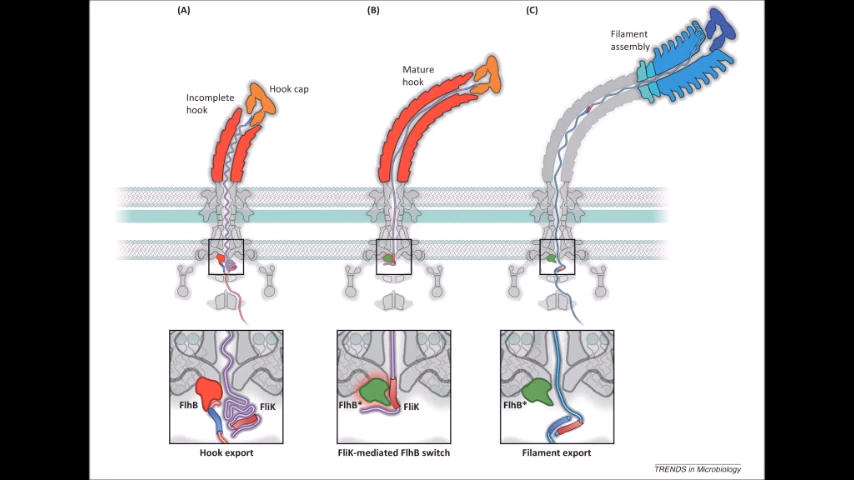 (A)
(B)
(C)
Filament
assembly
Mature
hook
Hook cap
Incomplete
hook
FlhB
FliK
FlhB*
FliK
FlhB*
Hook export
FliK-mediated FlhB switch
Filament export
TRENDS in Microbiology